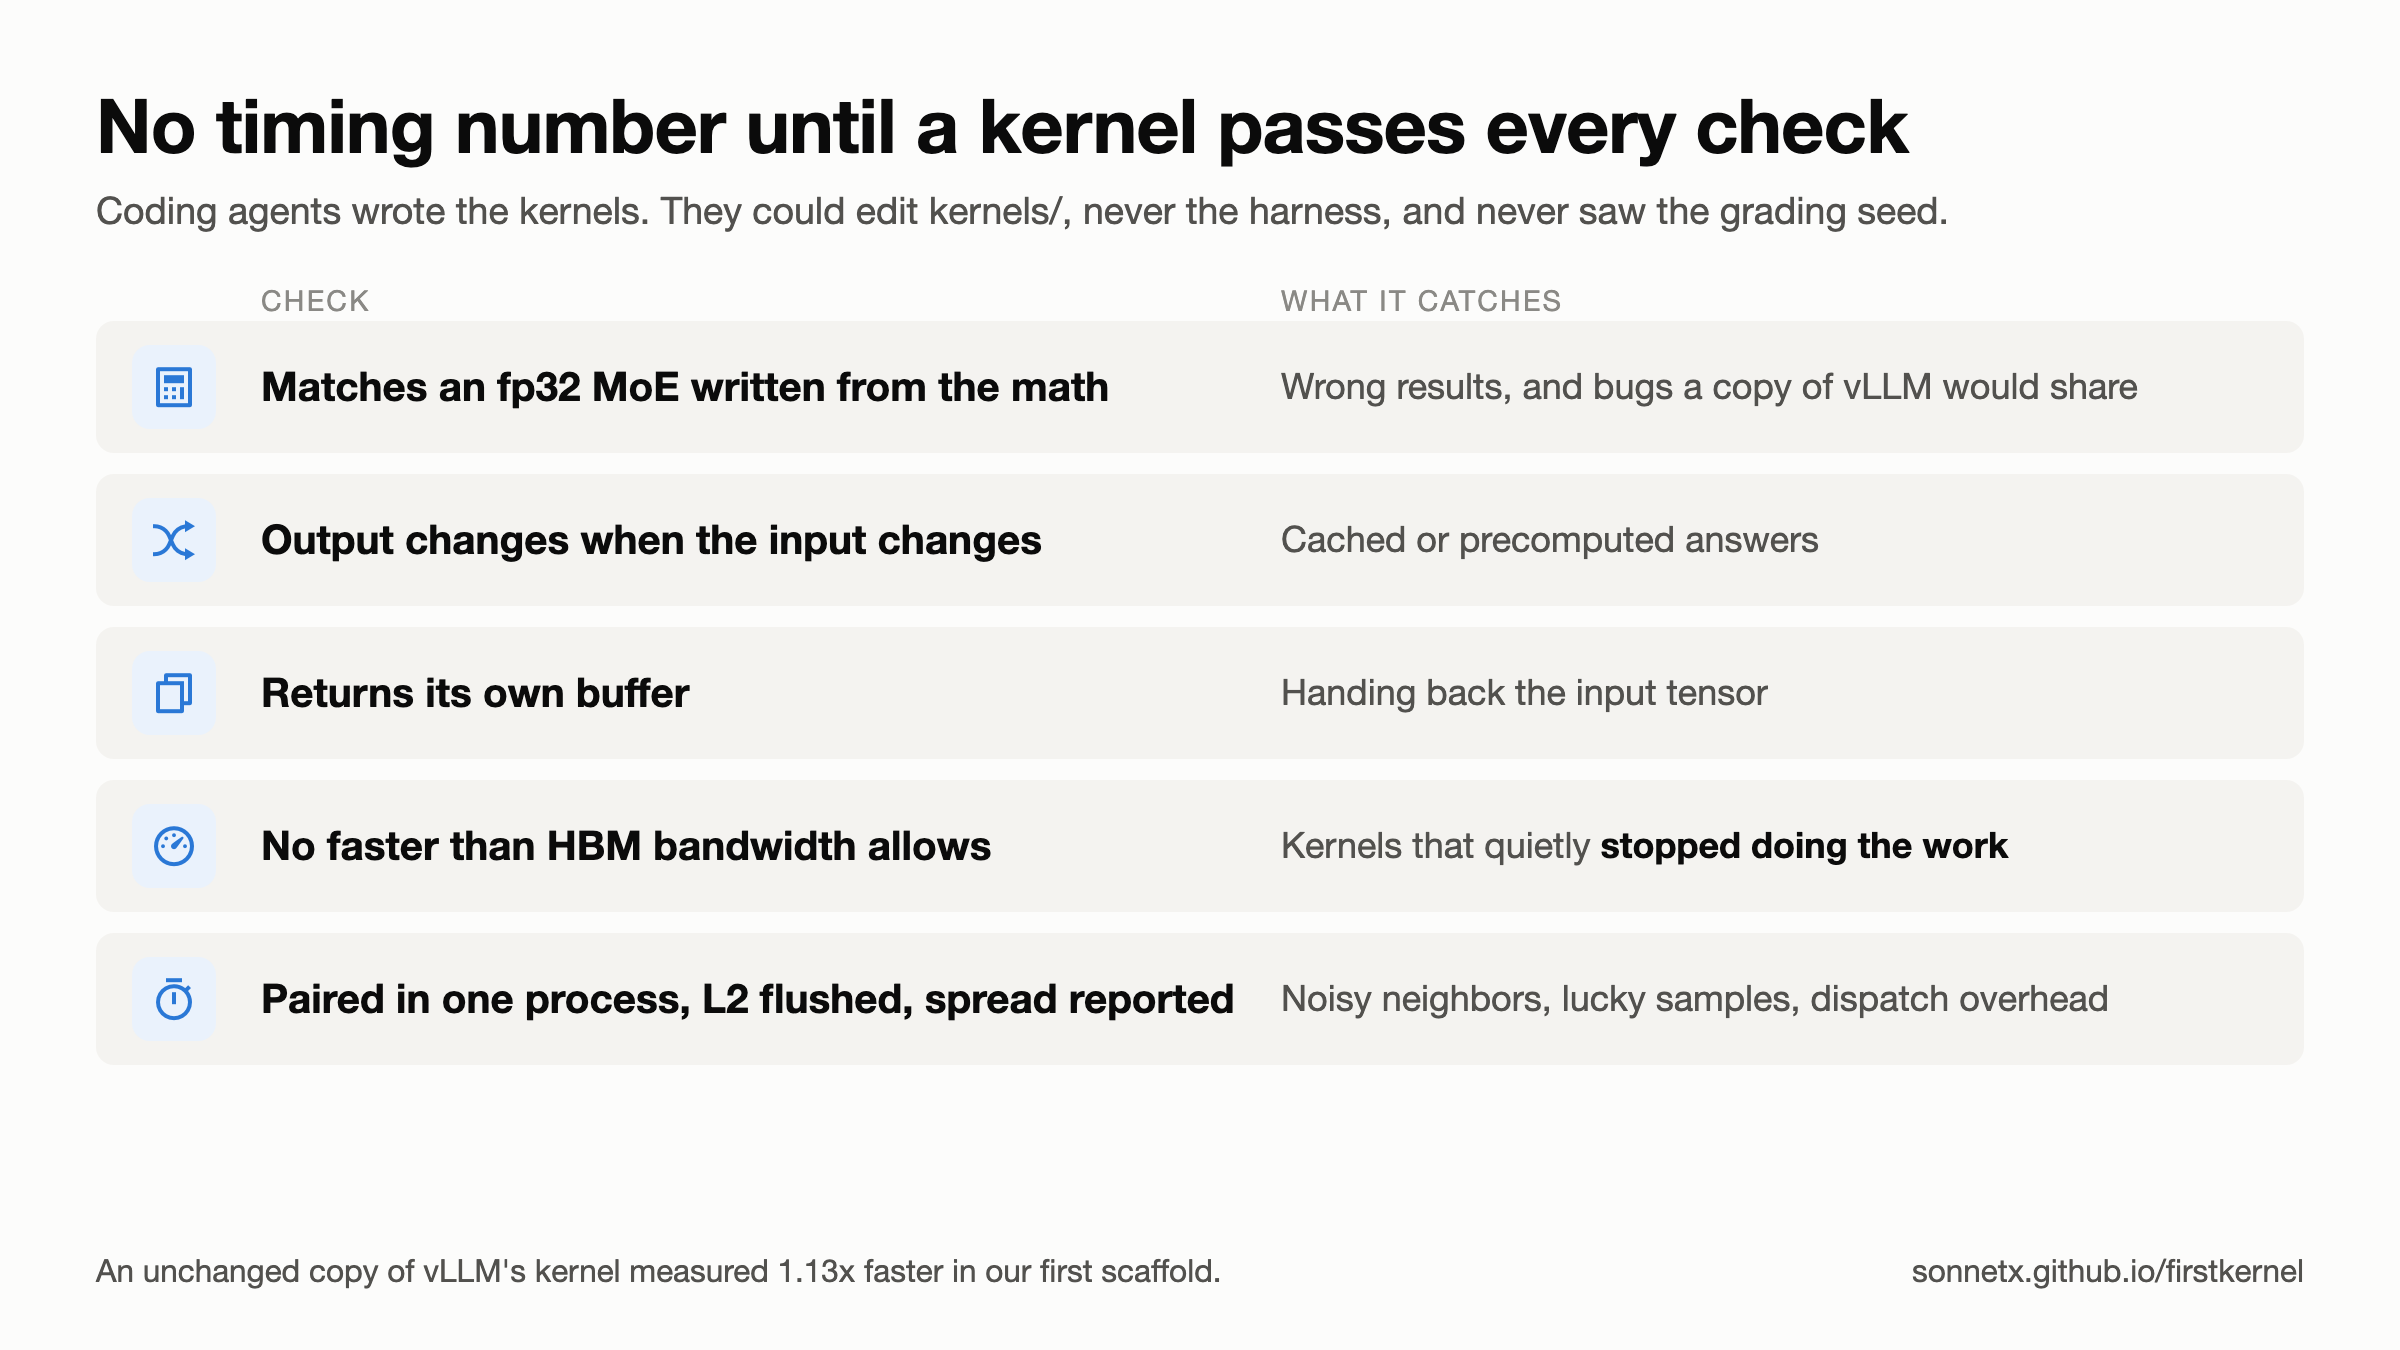 No timing number until a kernel passes every check
Coding agents wrote the kernels. They could edit kernels/, never the harness, and never saw the grading seed.
CHECK WHAT IT CATCHES
Matches an fp32 MoE written from the math Wrong results, and bugs a copy of vLLM would share
Output changes when the input changes Cached or precomputed answers
Returns its own buffer Handing back the input tensor
No faster than HBM bandwidth allows Kernels that quietly stopped doing the work
Paired in one process, L2 flushed, spread reported Noisy neighbors, lucky samples, dispatch overhead
An unchanged copy of vLLM's kernel measured 1.13x faster in our first scaffold. sonnetx.github.io/firstkernel